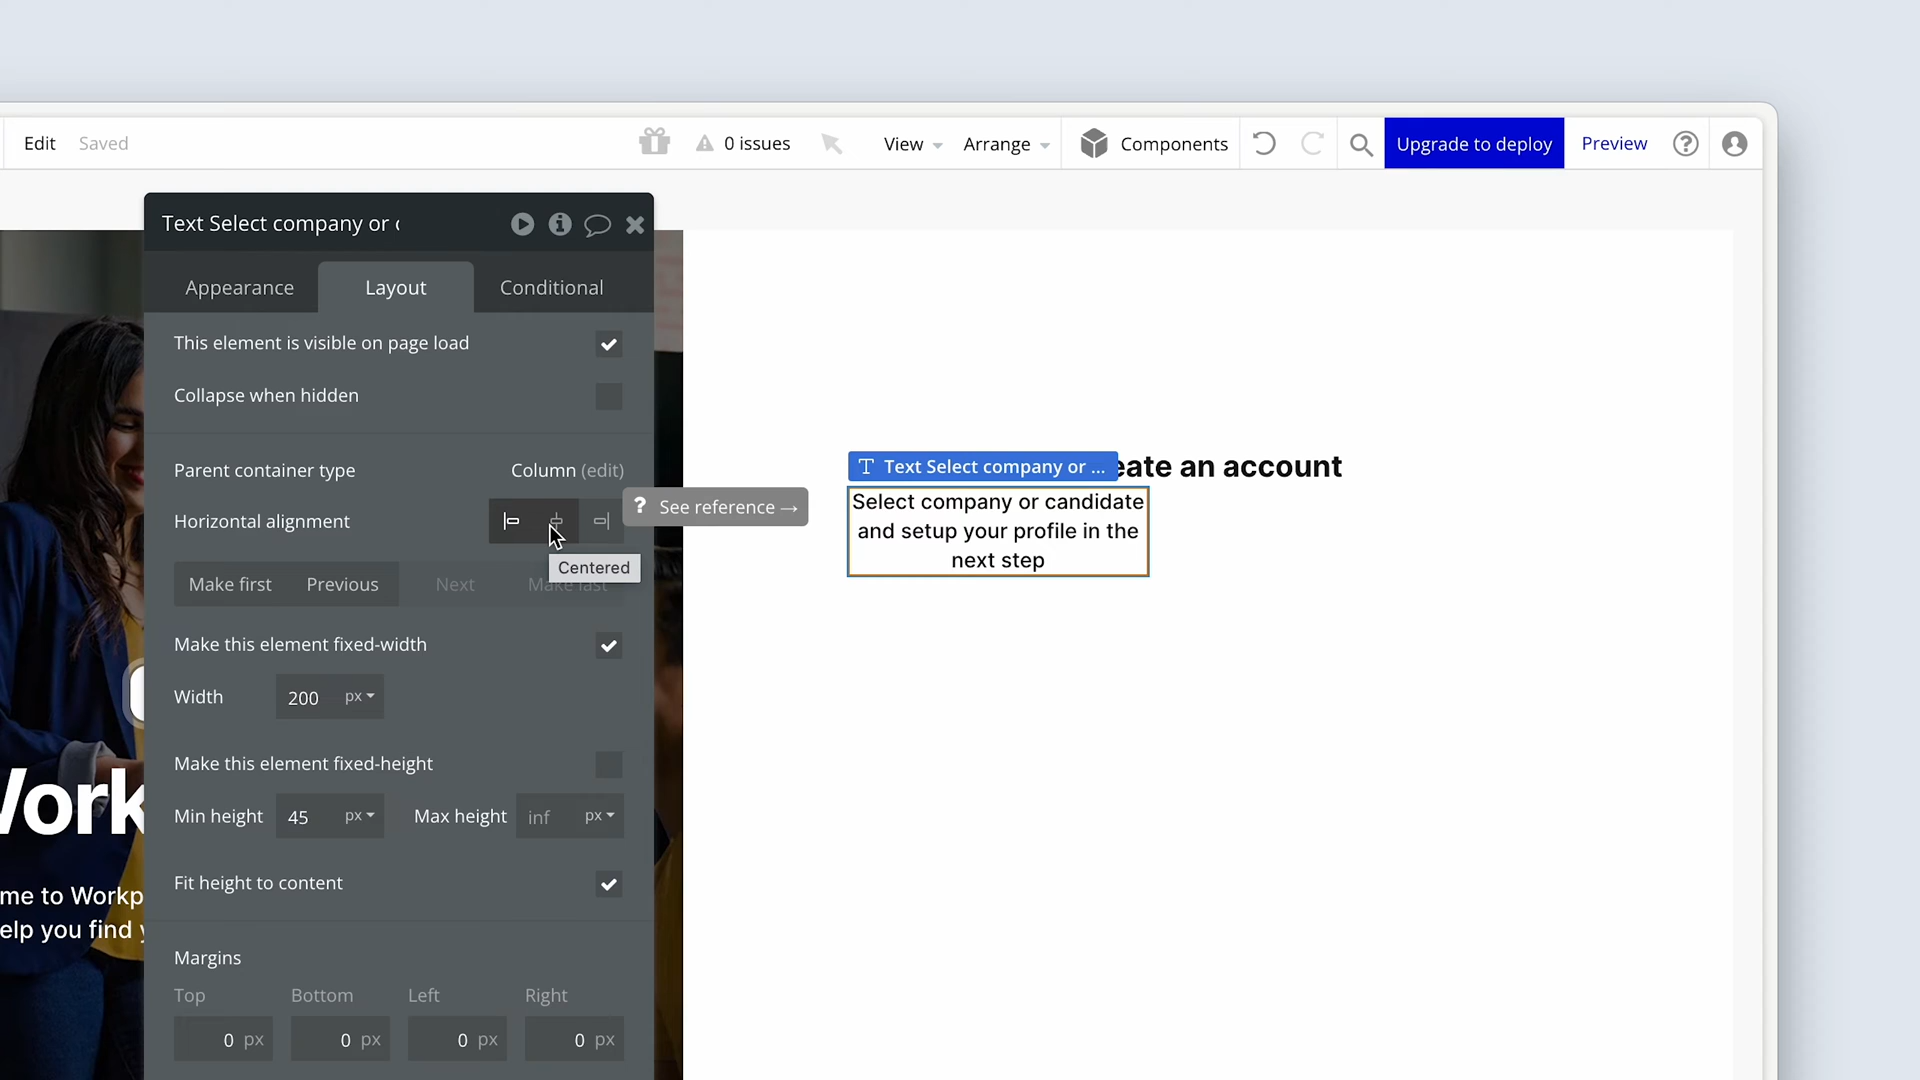 Edit Saved 0 issues View Arrange Components Upgrade to deploy Preview
Text Select company or
Appearance Layout Conditional
This element is visible on page load
Collapse when hidden
Parent container type Column (edit)
Horizontal alignment
? See reference →
Centered
Make first Previous Next Make last
Make this element fixed-width
Width 200 px
Make this element fixed-height
Min height 45 px Max height inf px
Fit height to content
Margins
Top Bottom Left Right
0 px 0 px 0 px 0 px
Text Select company or ...
eate an account
Select company or candidate
and setup your profile in the
next step
Work
me to Workp
elp you find